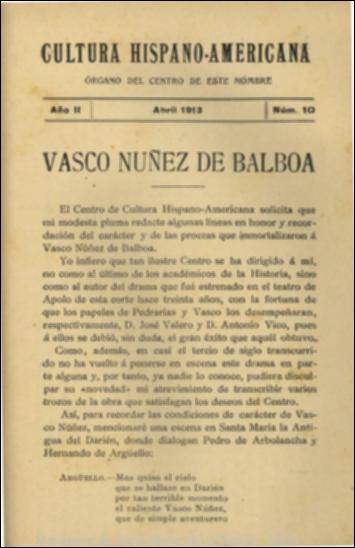 CULTURA HISPANO-AMERICANA
ÓRGANO DEL CENTRO DE ESTE NOMBRE
Año II
Abril 1913
Núm. 10
VASCO NUÑEZ DE BALBOA
El Centro de Cultura Hispano-Americana solicita que
mi modesta pluma redacte algunas líneas en honor y recor-
dación del carácter y de las proezas que inmortalizaron á
Vasco Núñez de Balboa.
Yo infiero que tan ilustre Centro se ha dirigido á mí,
no como al último de los académicos de la Historia, sino
como al autor del drama que fué estrenado en el teatro de
Apolo de esta corte hace treinta años, con la fortuna de
que los papeles de Pedrarias y Vasco los desempeñaran,
respectivamente, D. José Valero y D. Antonio Vico, pues
á ellos se debió, sin duda, el gran éxito que aquél obtuvo.
Como, además, en casi el tercio de siglo transcurri-
do no ha vuelto á ponerse en escena este drama en par-
te alguna y, por tanto, ya nadie lo conoce, pudiera discul-
par su «novedad» mi atrevimiento de transcribir varios
trozos de la obra que satisfagan los deseos del Centro.
Así, para recordar las condiciones de carácter de Vas-
co Núñez, mencionaré una escena en Santa María la Anti-
gua del Darién, donde dialogan Pedro de Arbolancha y
Hernando de Argüello:
ARGÜELLO.—Mas quiso el cielo
que se hallase en Darién
por tan terrible momento
el valiente Vasco Núñez,
que de simple aventurero